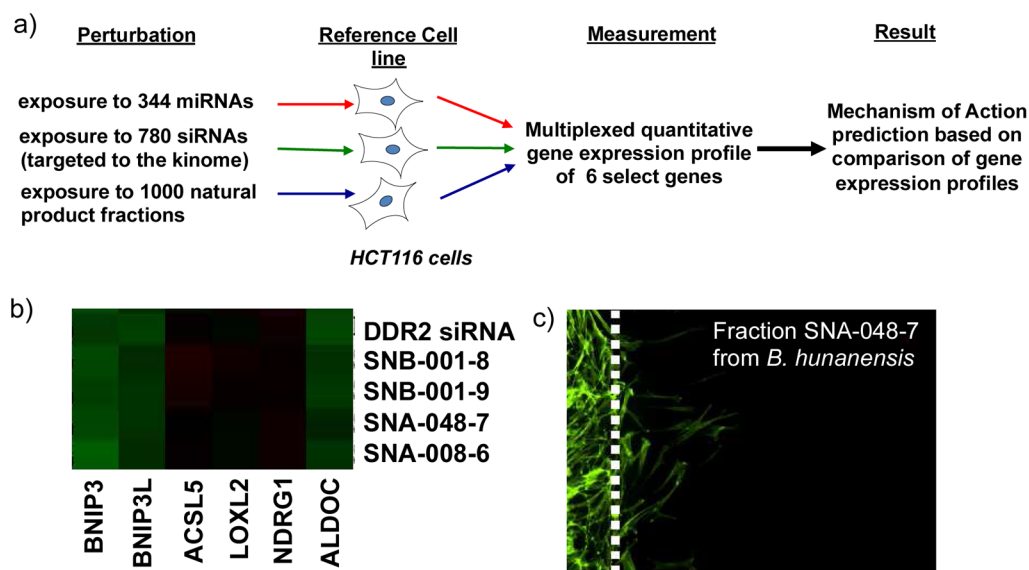 a)
Perturbation
Reference Cell
line
Measurement
Result
exposure to 344 miRNAs
exposure to 780 siRNAs
(targeted to the kinome)
exposure to 1000 natural
product fractions
HCT116 cells
Multiplexed quantitative
gene expression profile
of 6 select genes
Mechanism of Action
prediction based on
comparison of gene
expression profiles
b)
DDR2 siRNA
SNB-001-8
SNB-001-9
SNA-048-7
SNA-008-6
BNIP3
BNIP3L
ACSL5
LOXL2
NDRG1
ALDOC
c)
Fraction SNA-048-7
from B. hunanensis